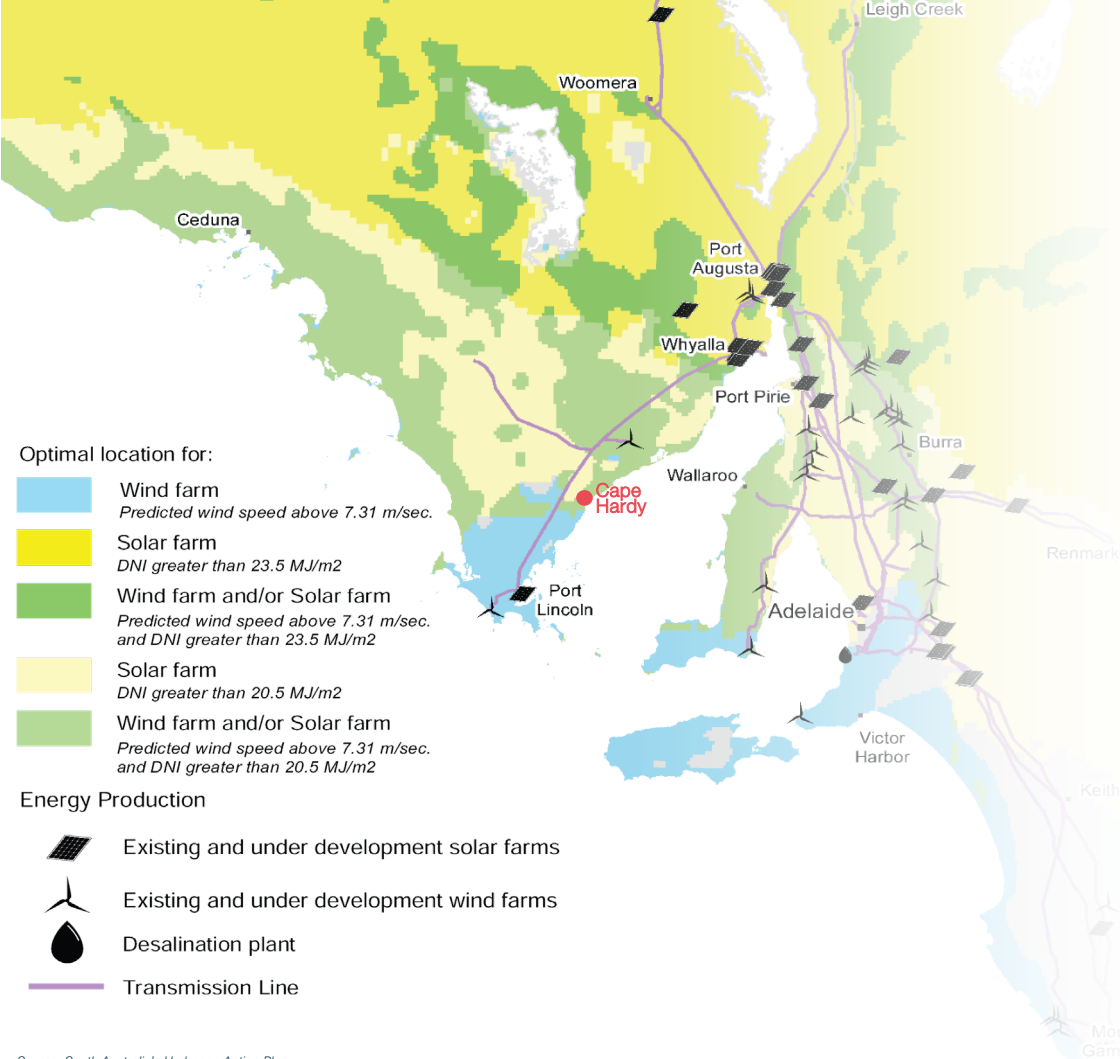 Leigh Creek
Woomera
Ceduna
Port
Augusta
Whyalla
Port Pirie
Burra
Wallaroo
Cape
Hardy
Renmark
Port
Lincoln
Adelaide
Victor
Harbor
Keith
Optimal location for:
Wind farm
Predicted wind speed above 7.31 m/sec.
Solar farm
DNI greater than 23.5 MJ/m2
Wind farm and/or Solar farm
Predicted wind speed above 7.31 m/sec.
and DNI greater than 23.5 MJ/m2
Solar farm
DNI greater than 20.5 MJ/m2
Wind farm and/or Solar farm
Predicted wind speed above 7.31 m/sec.
and DNI greater than 20.5 MJ/m2
Energy Production
Existing and under development solar farms
Existing and under development wind farms
Desalination plant
Transmission Line